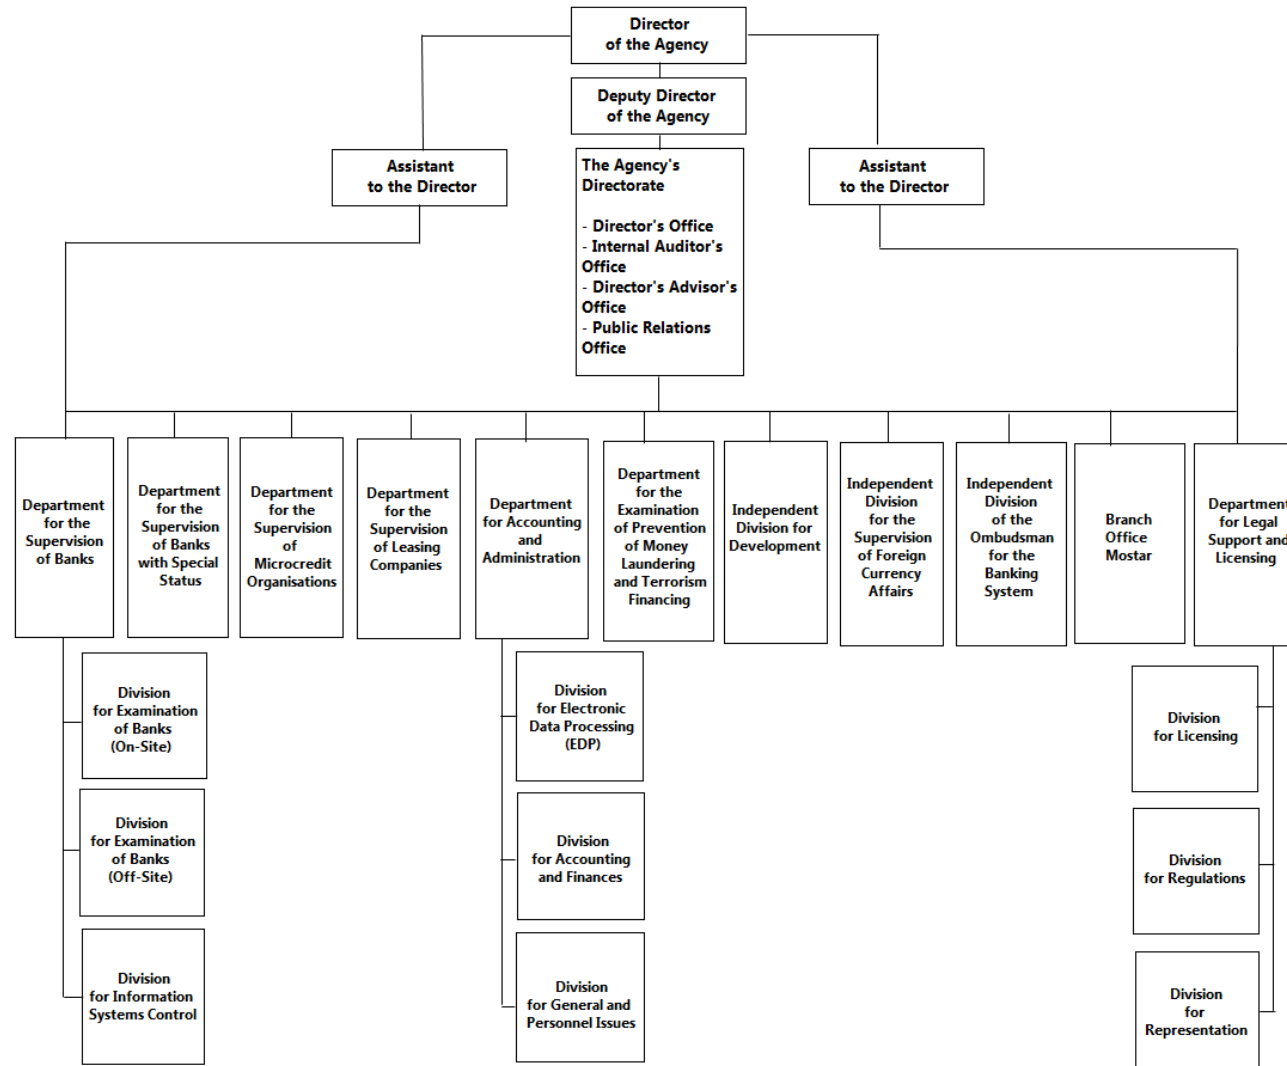 Director
of the Agency
Deputy Director
of the Agency
Assistant
to the Director
The Agency's
Directorate
- Director's Office
- Internal Auditor's
Office
- Director's Advisor's
Office
- Public Relations
Office
Assistant
to the Director
Department
for the
Supervision
of Banks
Department
for the
Supervision
of Banks
with Special
Status
Department
for the
Supervision
of
Microcredit
Organisations
Department
for the
Supervision
of Leasing
Companies
Department
for Accounting
and
Administration
Department
for the
Examination
of Prevention
of Money
Laundering
and Terrorism
Financing
Independent
Division for
Development
Independent
Division
for the
Supervision
of Foreign
Currency
Affairs
Independent
Division
of the
Ombudsman
for the
Banking
System
Branch
Office
Mostar
Department
for Legal
Support and
Licensing
Division
for Examination
of Banks
(On-Site)
Division
for Examination
of Banks
(Off-Site)
Division
for Information
Systems Control
Division
for Electronic
Data Processing
(EDP)
Division
for Accounting
and Finances
Division
for General and
Personnel Issues
Division
for Licensing
Division
for Regulations
Division
for
Representation